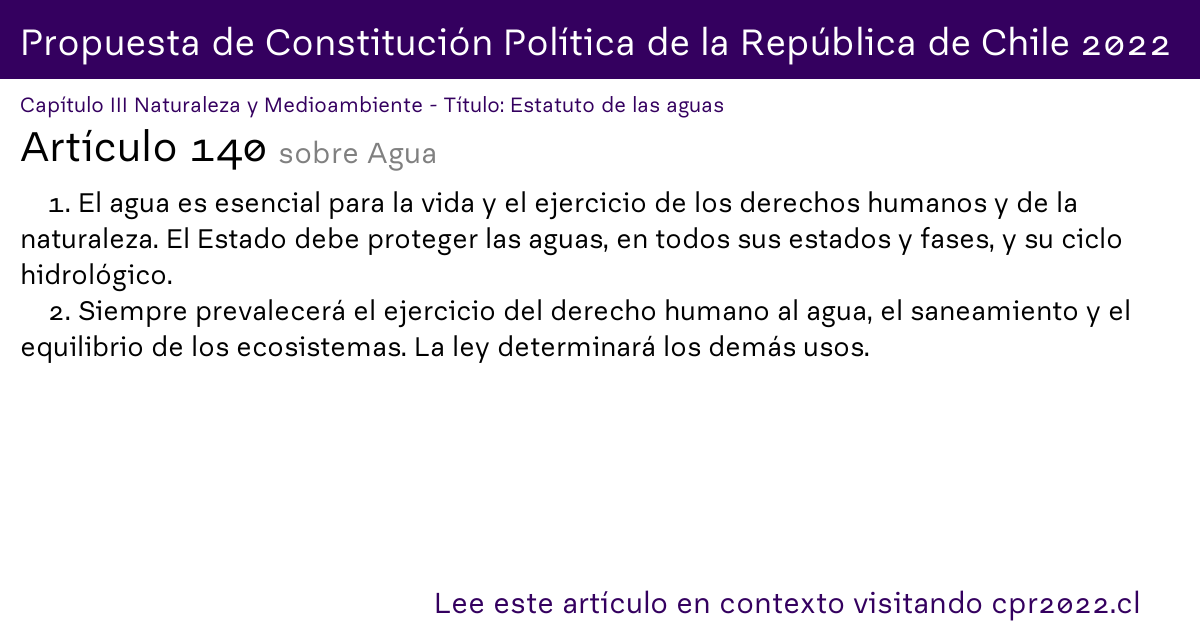 Propuesta de Constitución Política de la República de Chile 2022
Capítulo III Naturaleza y Medioambiente - Título: Estatuto de las aguas
Artículo 140 sobre Agua
1. El agua es esencial para la vida y el ejercicio de los derechos humanos y de la
naturaleza. El Estado debe proteger las aguas, en todos sus estados y fases, y su ciclo
hidrológico.
2. Siempre prevalecerá el ejercicio del derecho humano al agua, el saneamiento y el
equilibrio de los ecosistemas. La ley determinará los demás usos.
Lee este artículo en contexto visitando cpr2022.cl